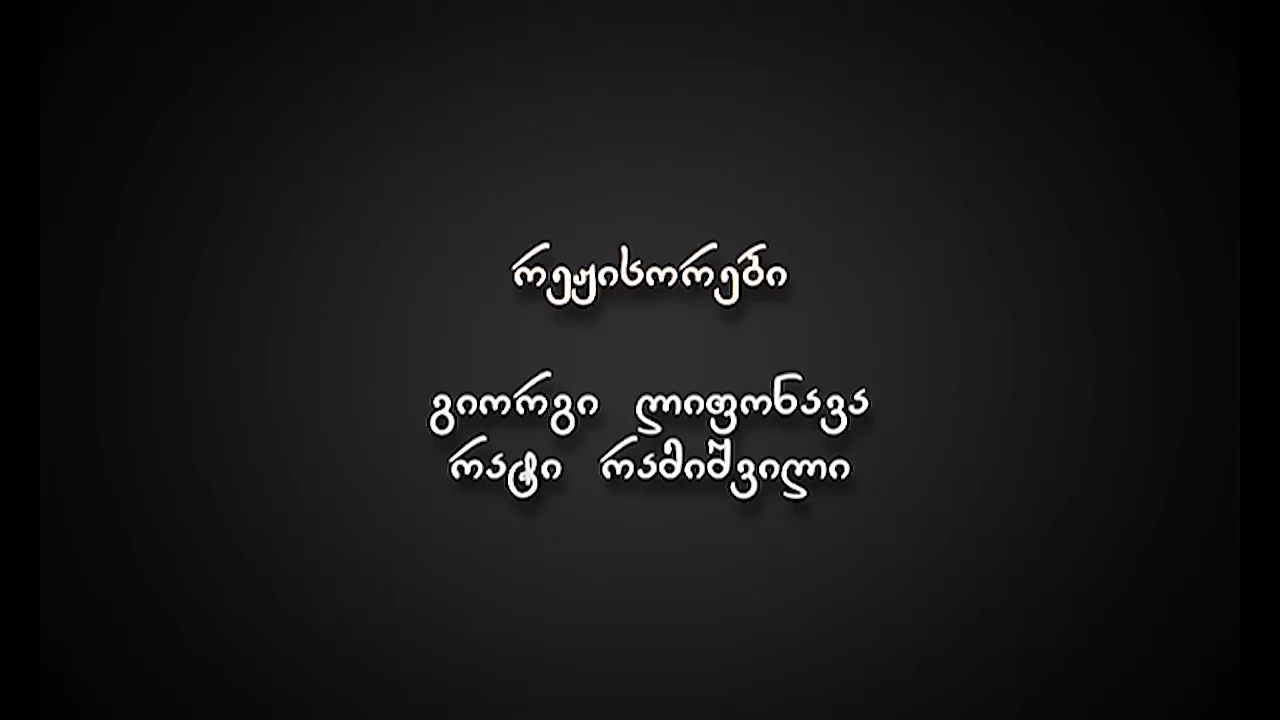 რეჟისორები
გიორგი ლიფონავა
რატი რამიშვილი